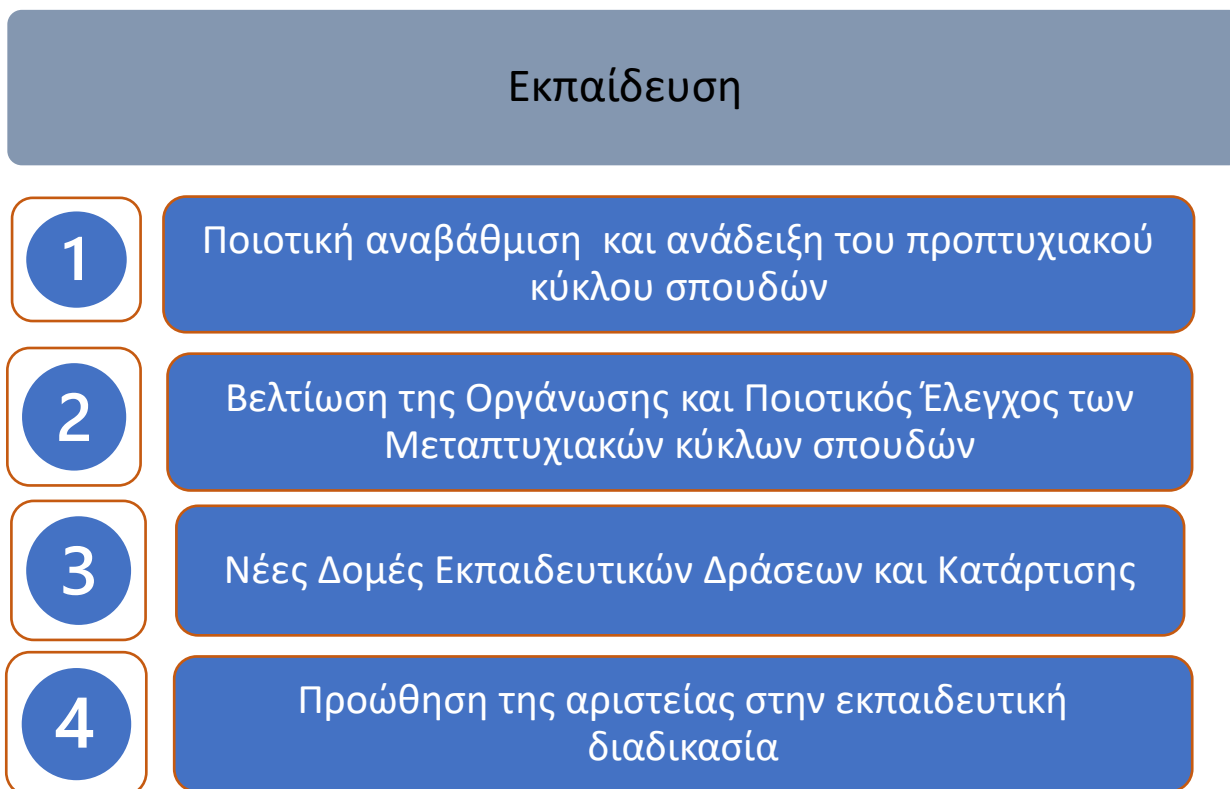 Εκπαίδευση
1
Ποιοτική αναβάθμιση και ανάδειξη του προπτυχιακού
κύκλου σπουδών
2
Βελτίωση της Οργάνωσης και Ποιοτικός Έλεγχος των
Μεταπτυχιακών κύκλων σπουδών
3
Νέες Δομές Εκπαιδευτικών Δράσεων και Κατάρτισης
4
Προώθηση της αριστείας στην εκπαιδευτική
διαδικασία